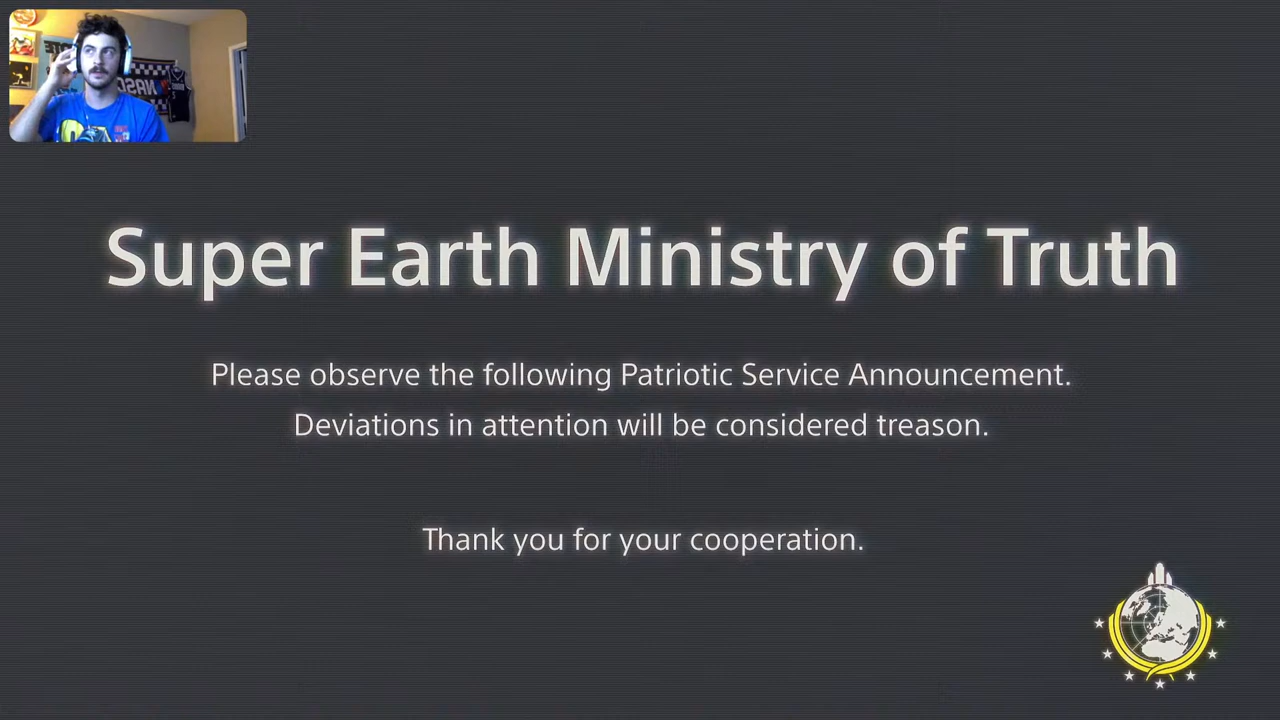 Super Earth Ministry of Truth
Please observe the following Patriotic Service Announcement.
Deviations in attention will be considered treason.
Thank you for your cooperation.